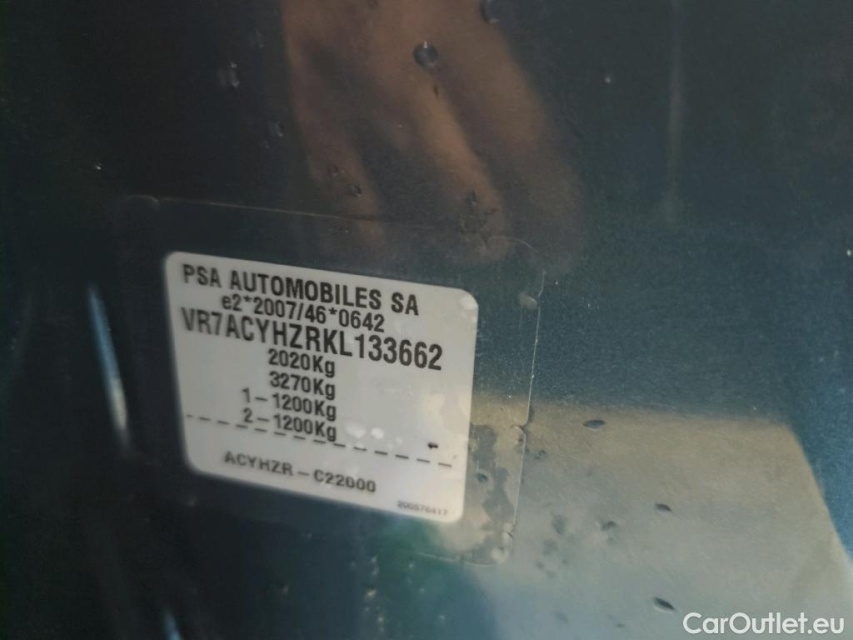 PSA AUTOMOBILES SA
e2*2007/46*0642
VR7ACYHZRKL133662
2020Kg
3270Kg
1-1200Kg
2-1200Kg
ACYHZR-C22000
CarOutlet.eu